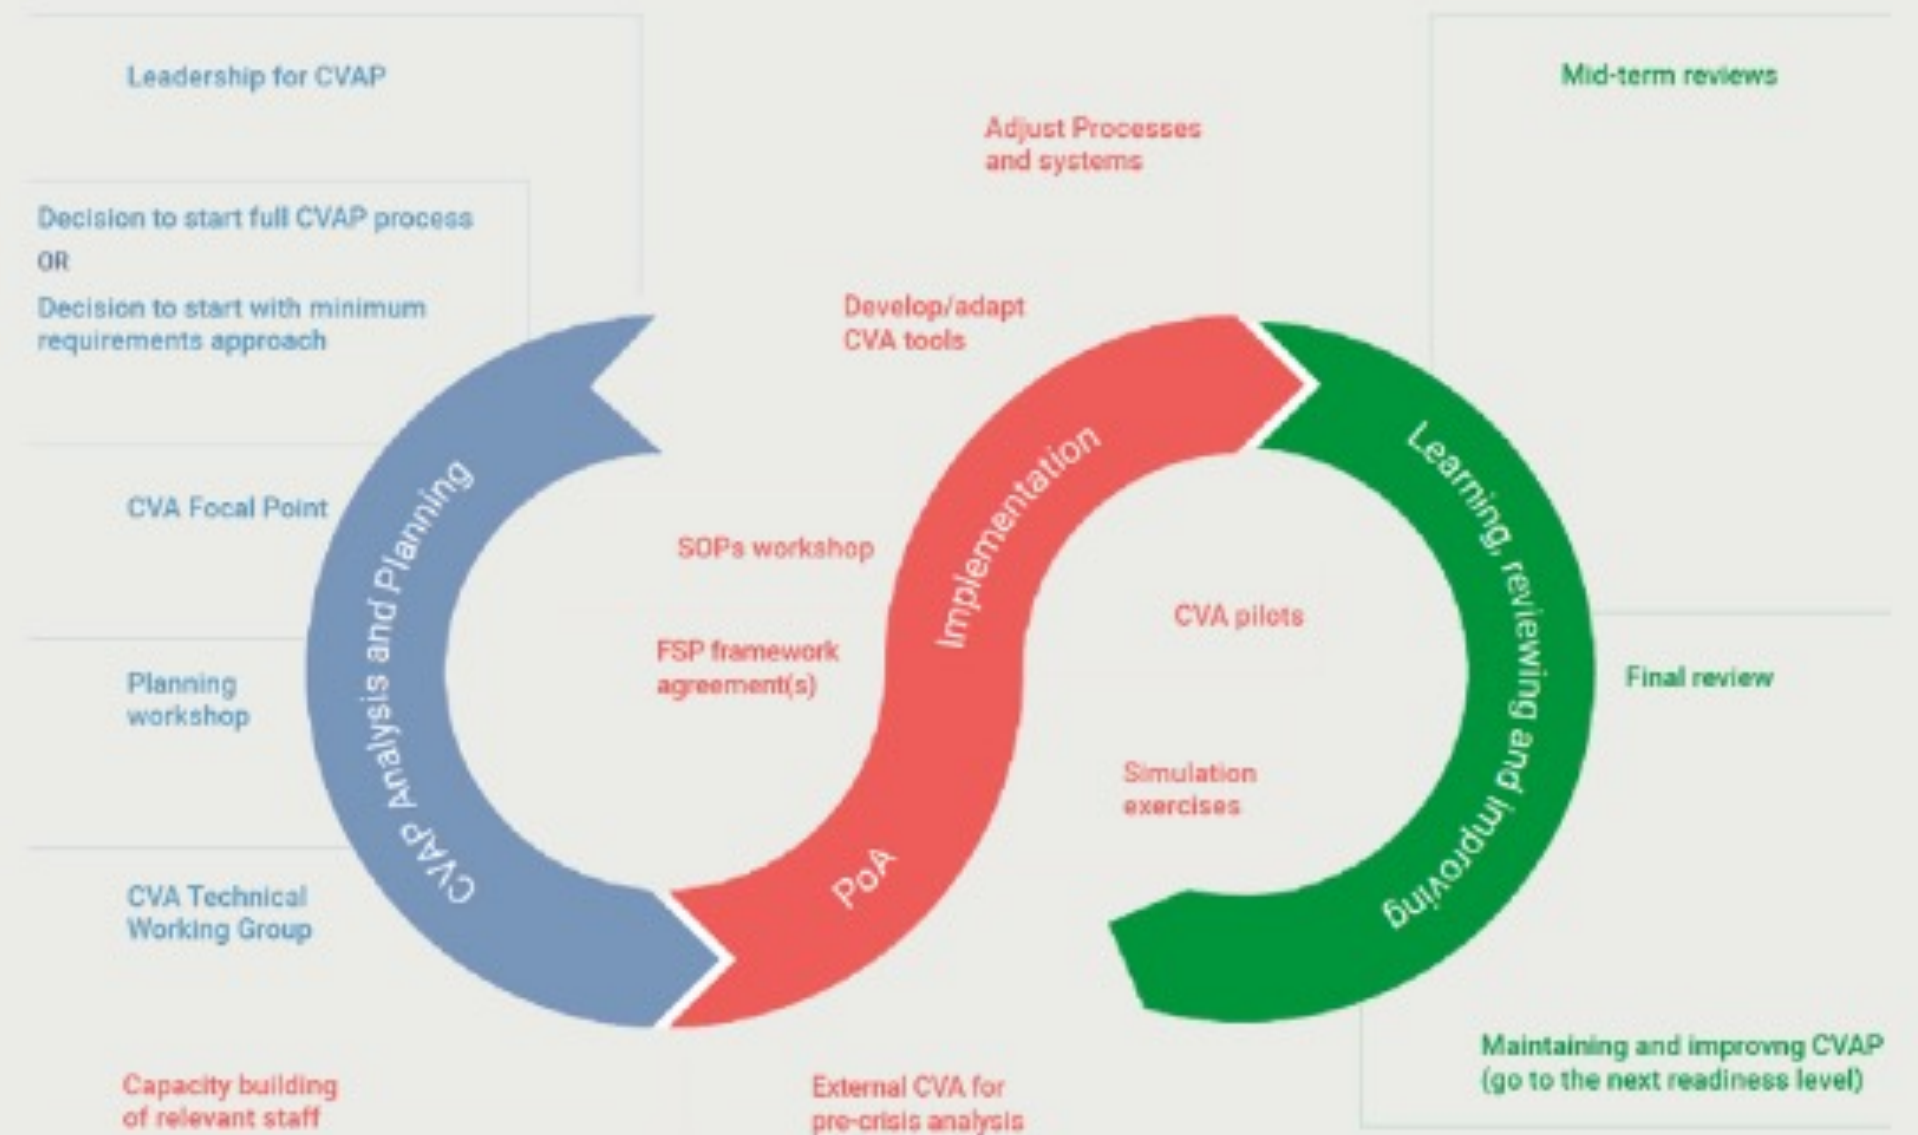 Leadership for CVAP
Decision to start full CVAP process
OR
Decision to start with minimum
requirements approach
CVA Focal Point
Planning
workshop
CVA Technical
Working Group
CVAP Analysis and Planning
Capacity building
of relevant staff
Adjust Processes
and systems
Develop/adapt
CVA tools
SOPs workshop
FSP framework
agreement(s)
PoA
Implementation
CVA pilots
Simulation
exercises
External CVA for
pre-crisis analysis
Mid-term reviews
Learning, reviewing and improving
Final review
Maintaining and improvng CVAP
(go to the next readiness level)